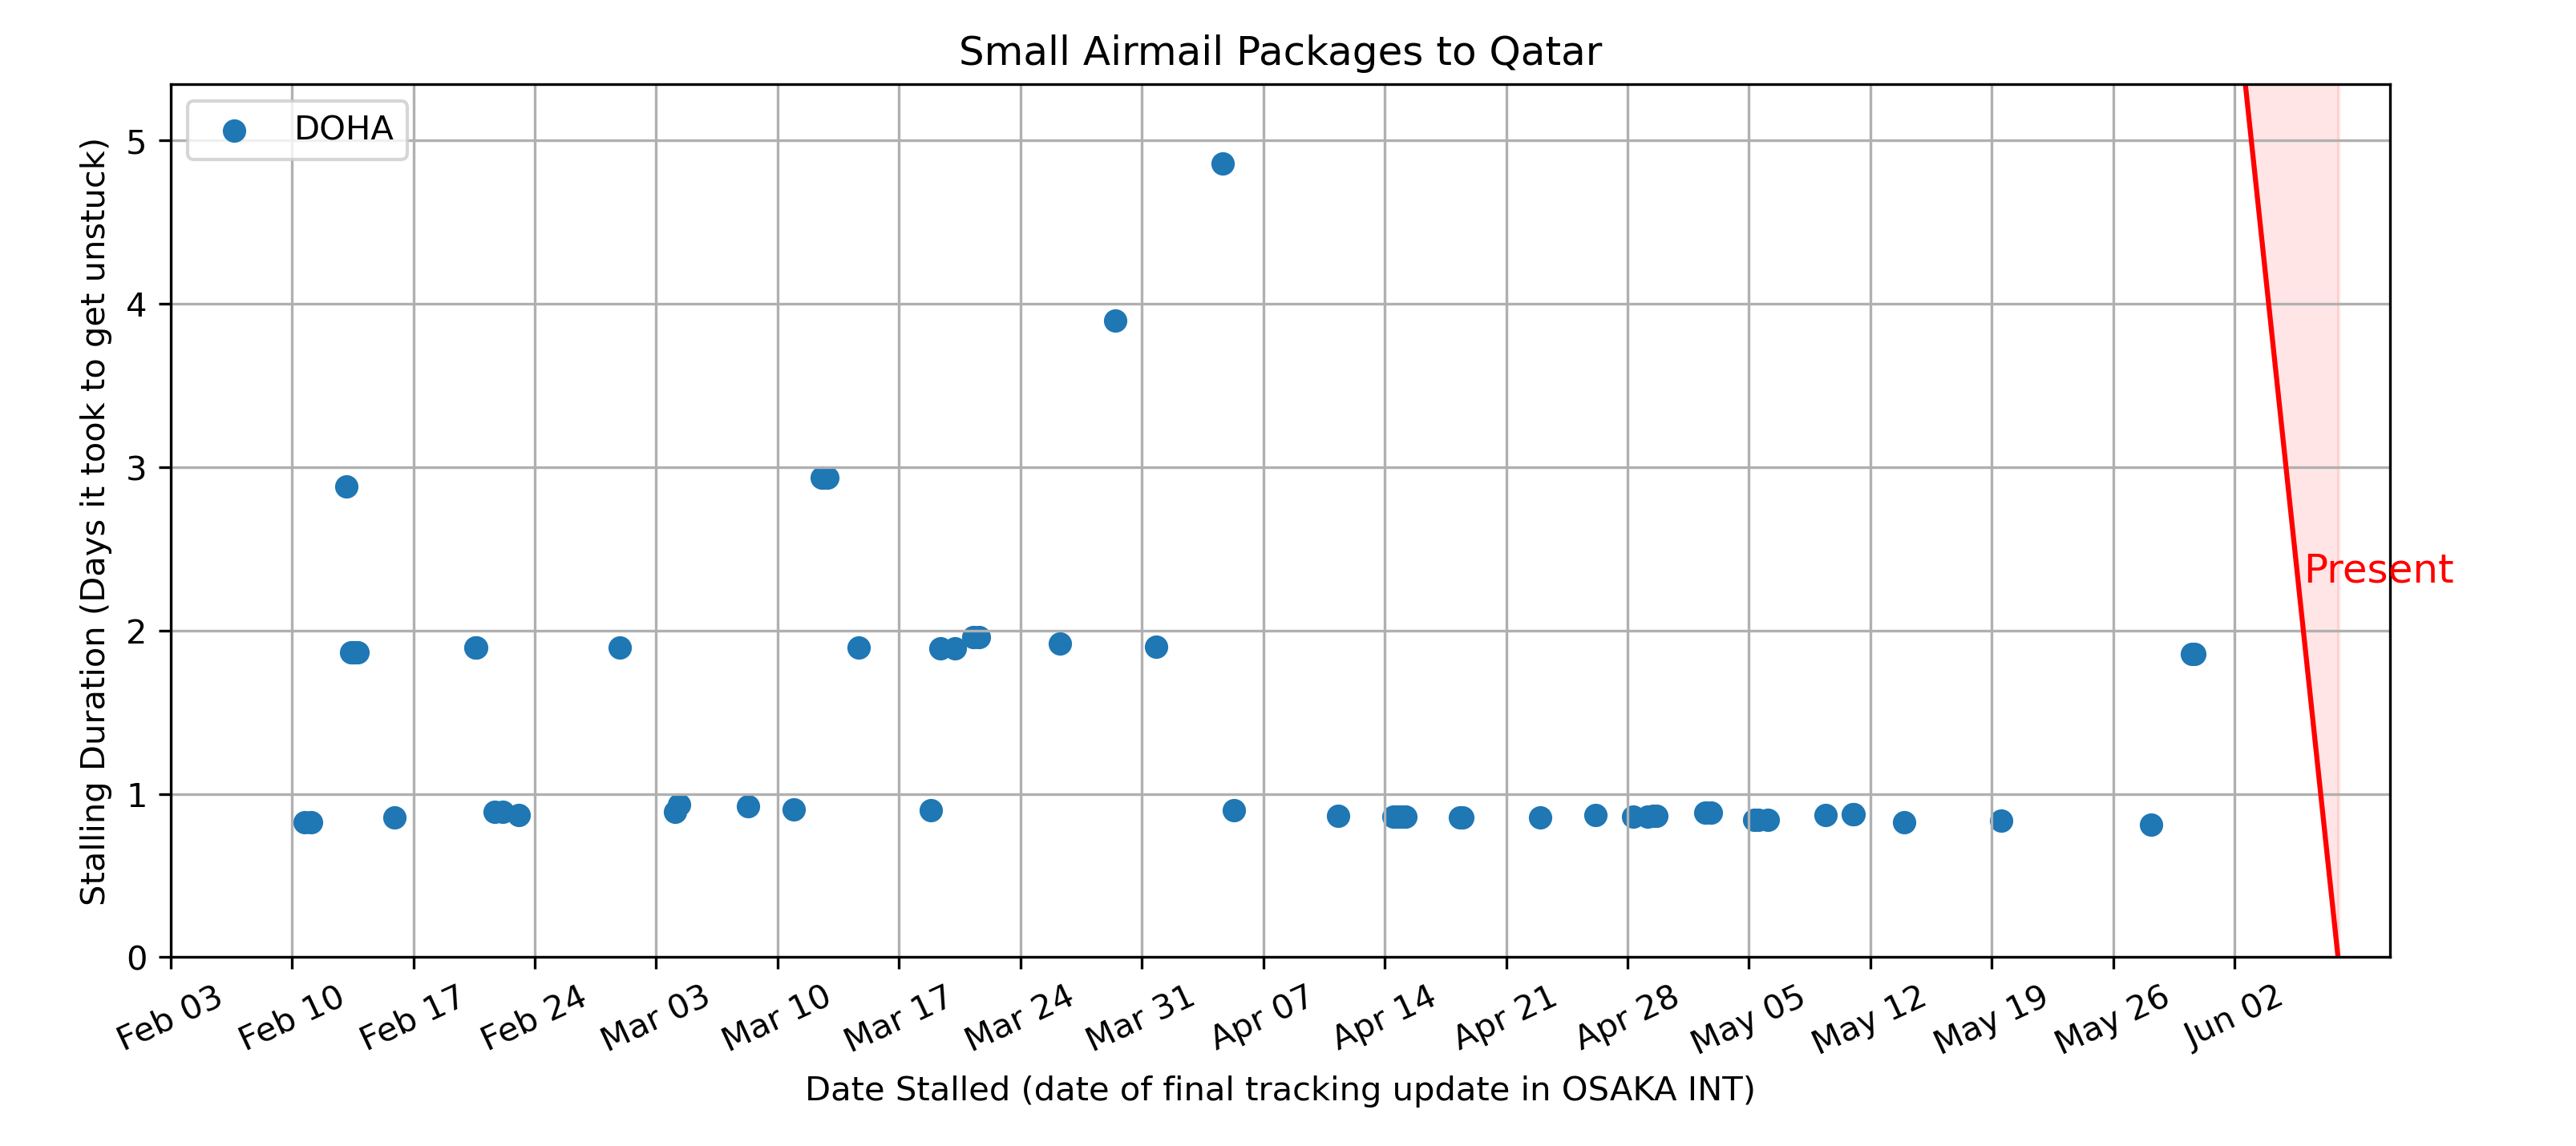 Small Airmail Packages to Qatar
DOHA
Stalling Duration (Days it took to get unstuck)
5
4
3
2
1
0
Present
Feb 03
Feb 10
Feb 17
Feb 24
Mar 03
Mar 10
Mar 17
Mar 24
Mar 31
Apr 07
Apr 14
Apr 21
Apr 28
May 05
May 12
May 19
May 26
Jun 02
Date Stalled (date of final tracking update in OSAKA INT)